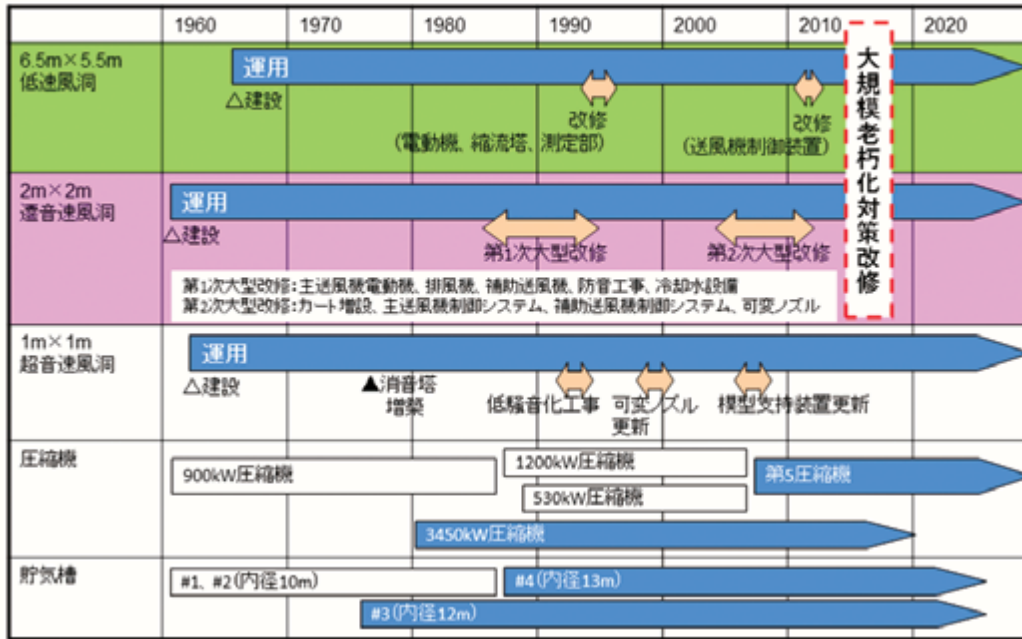 1960 1970 1980 1990 2000 2010 2020
6.5m×5.5m
低速風洞
運用
△建設
改修
(電動機、縮流塔、測定部)
改修
(送風機制御装置)
大規模老朽化対策改修
2m×2m
遷音速風洞
運用
△建設
第1次大型改修
第2次大型改修
第1次大型改修:主送風機電動機、排風機、補助送風機、防音工事、冷却水設備
第2次大型改修:カート増設、主送風機制御システム、補助送風機制御システム、可変ノズル
1m×1m
超音速風洞
運用
△建設
▲消音塔
増築
低騒音化工事
可変ノズル
更新
模型支持装置更新
圧縮機
900kW圧縮機
1200kW圧縮機
530kW圧縮機
第5圧縮機
3450kW圧縮機
貯気槽
#1、#2(内径10m)
#4(内径13m)
#3(内径12m)